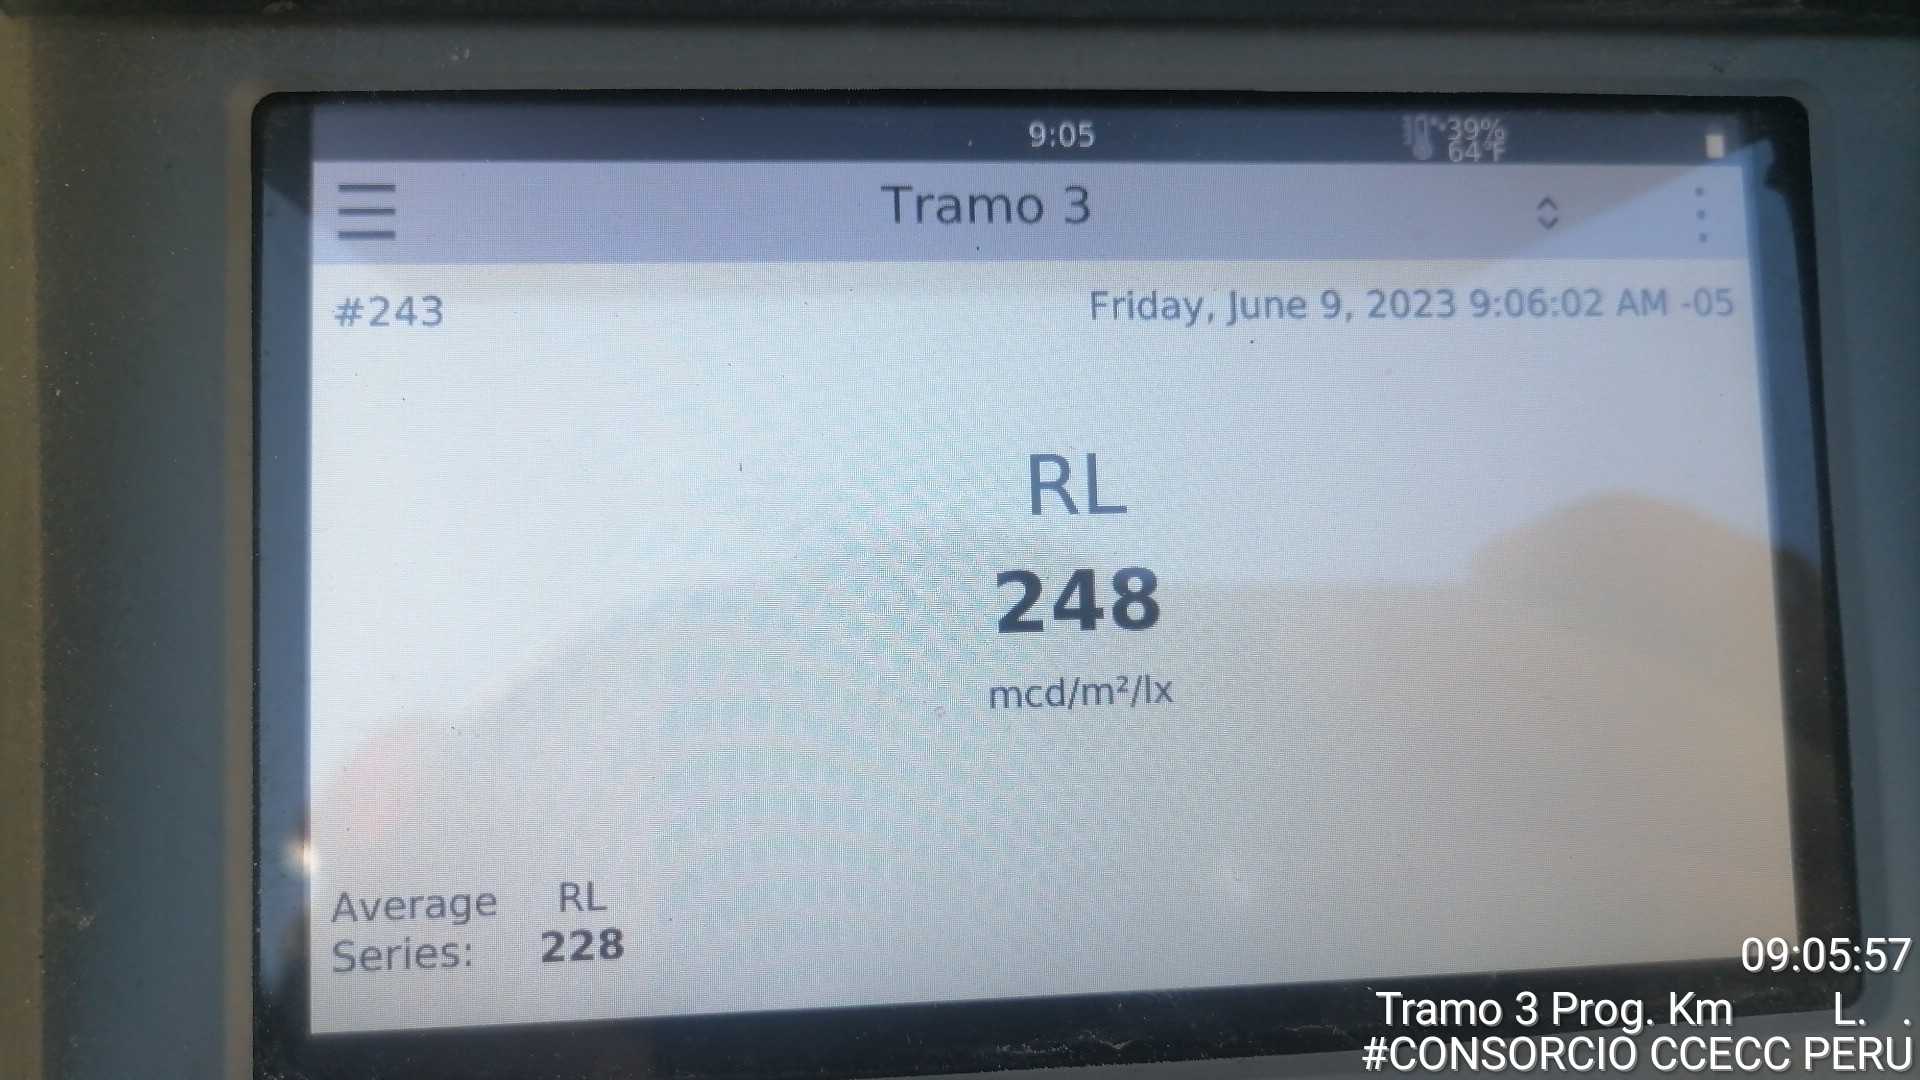 9:05
39%
64°F
Tramo 3
#243
Friday, June 9, 2023 9:06:02 AM -05
RL
248
mcd/m²/lx
Average RL
Series: 228
09:05:57
Tramo 3 Prog. Km L. .
#CONSORCIO CCECC PERU